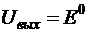 Uвых = E⁰